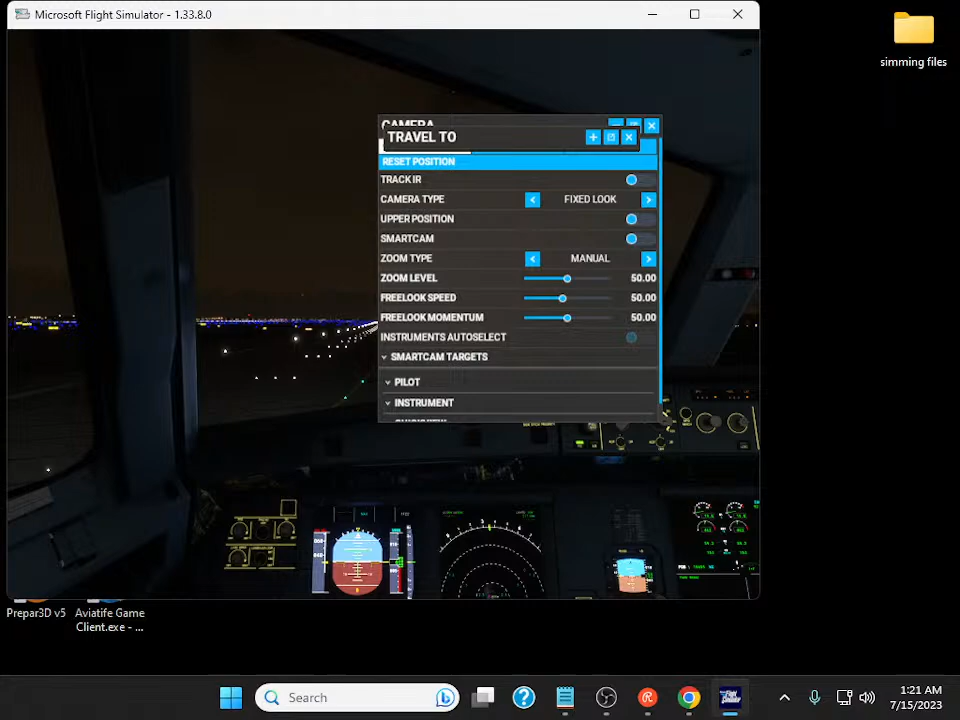 Microsoft Flight Simulator - 1.33.8.0
simming files
CAMERA
TRAVEL TO
RESET POSITION
TRACK IR
CAMERA TYPE
FIXED LOOK
UPPER POSITION
SMARTCAM
ZOOM TYPE
MANUAL
ZOOM LEVEL
50.00
FREELOOK SPEED
50.00
FREELOOK MOMENTUM
50.00
INSTRUMENTS AUTOSELECT
SMARTCAM TARGETS
PILOT
INSTRUMENT
Prepar3D v5
Aviatife Game
Client.exe - ...
Search
1:21 AM
7/15/2023